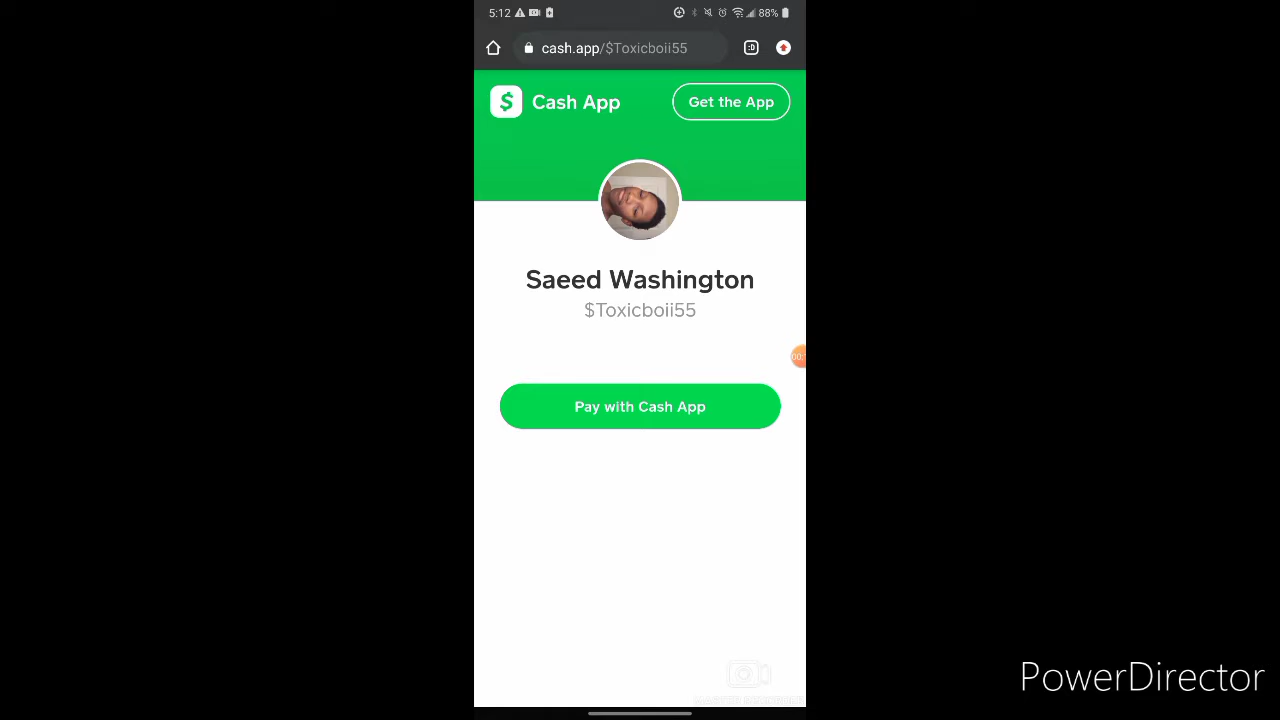 5:12
88%
cash.app/$Toxicboii55
:D
$ Cash App
Get the App
Saeed Washington
$Toxicboii55
Pay with Cash App
PowerDirector